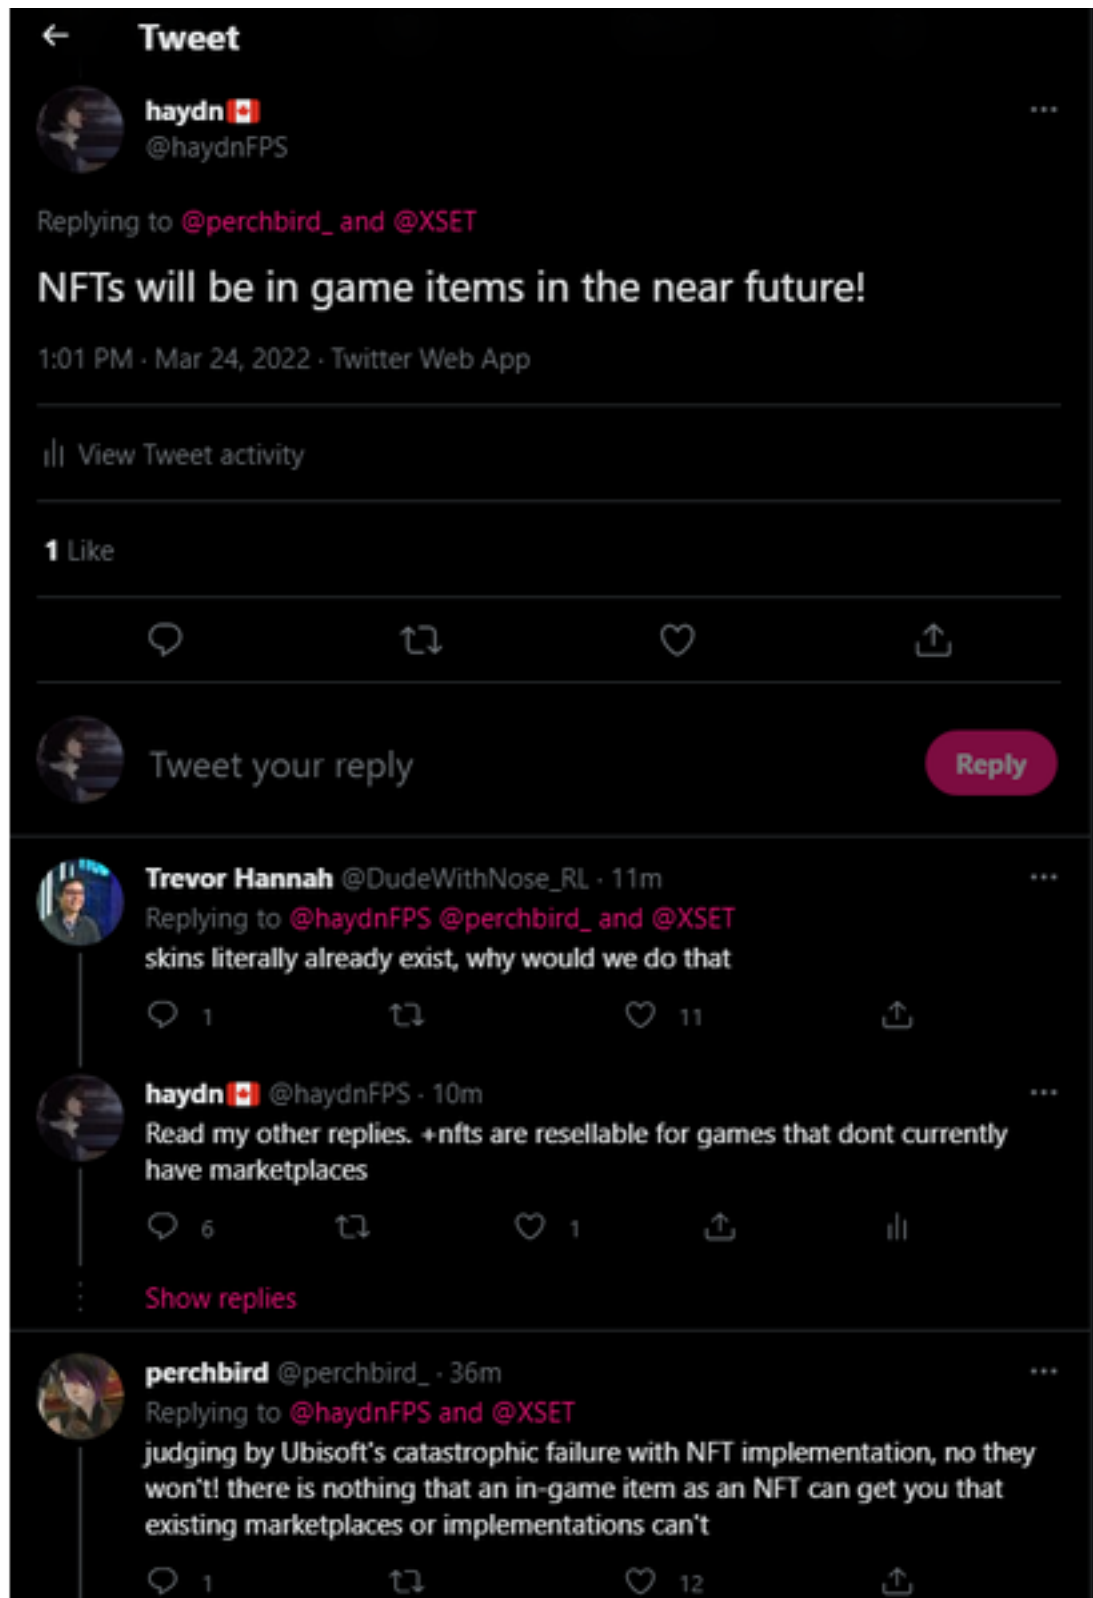 Tweet
haydn🇨🇦
@haydnFPS
Replying to @perchbird_ and @XSET
NFTs will be in game items in the near future!
1:01 PM · Mar 24, 2022 · Twitter Web App
View Tweet activity
1 Like
Tweet your reply
Reply
Trevor Hannah @DudeWithNose_RL · 11m
Replying to @haydnFPS @perchbird_ and @XSET
skins literally already exist, why would we do that
1 11
haydn🇨🇦 @haydnFPS · 10m
Read my other replies. +nfts are resellable for games that dont currently
have marketplaces
6 1
Show replies
perchbird @perchbird_ · 36m
Replying to @haydnFPS and @XSET
judging by Ubisoft's catastrophic failure with NFT implementation, no they
won't! there is nothing that an in-game item as an NFT can get you that
existing marketplaces or implementations can't
1 12